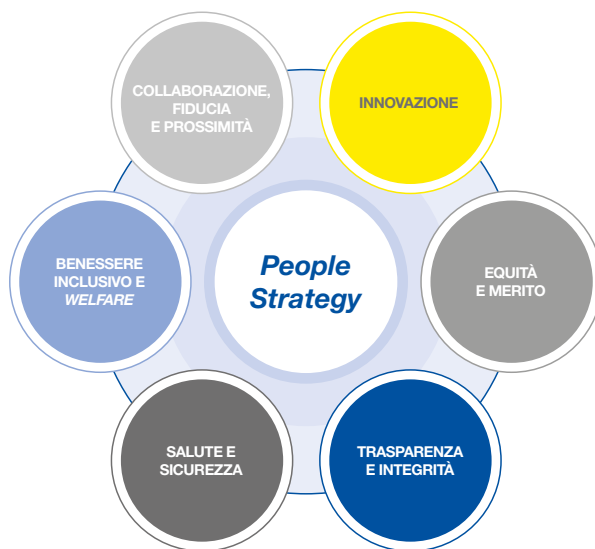 COLLABORAZIONE,
FIDUCIA
E PROSSIMITÀ
INNOVAZIONE
BENESSERE
INCLUSIVO E
WELFARE
People
Strategy
EQUITÀ
E MERITO
SALUTE E
SICUREZZA
TRASPARENZA
E INTEGRITÀ